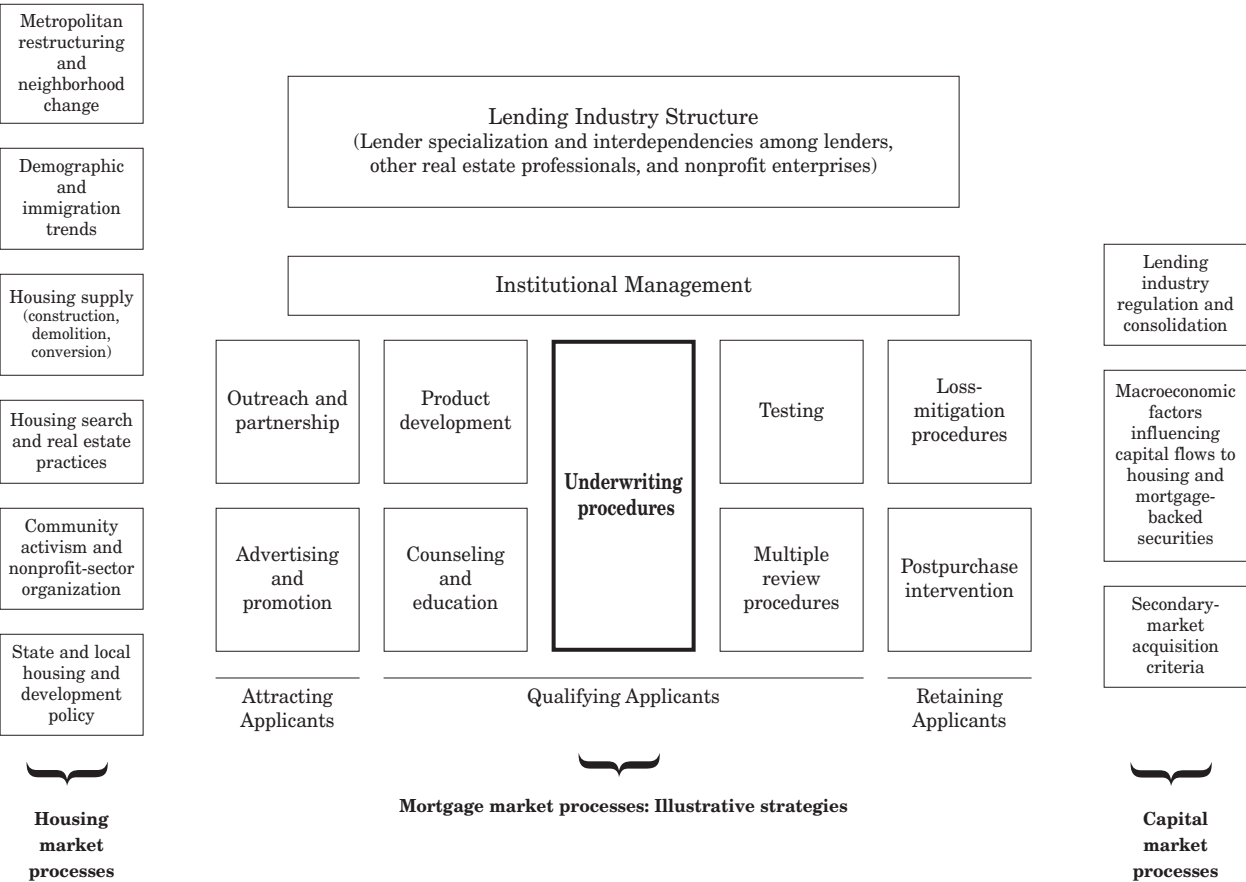 Metropolitan
restructuring
and
neighborhood
change
Demographic
and
immigration
trends
Housing supply
(construction,
demolition,
conversion)
Housing search
and real estate
practices
Community
activism and
nonprofit-sector
organization
State and local
housing and
development
policy
Housing
market
processes
Lending Industry Structure
(Lender specialization and interdependencies among lenders,
other real estate professionals, and nonprofit enterprises)
Institutional Management
Outreach and
partnership
Product
development
Underwriting
procedures
Testing
Loss-
mitigation
procedures
Advertising
and
promotion
Counseling
and
education
Multiple
review
procedures
Postpurchase
intervention
Attracting
Applicants
Qualifying Applicants
Retaining
Applicants
Mortgage market processes: Illustrative strategies
Lending
industry
regulation and
consolidation
Macroeconomic
factors
influencing
capital flows to
housing and
mortgage-
backed
securities
Secondary-
market
acquisition
criteria
Capital
market
processes